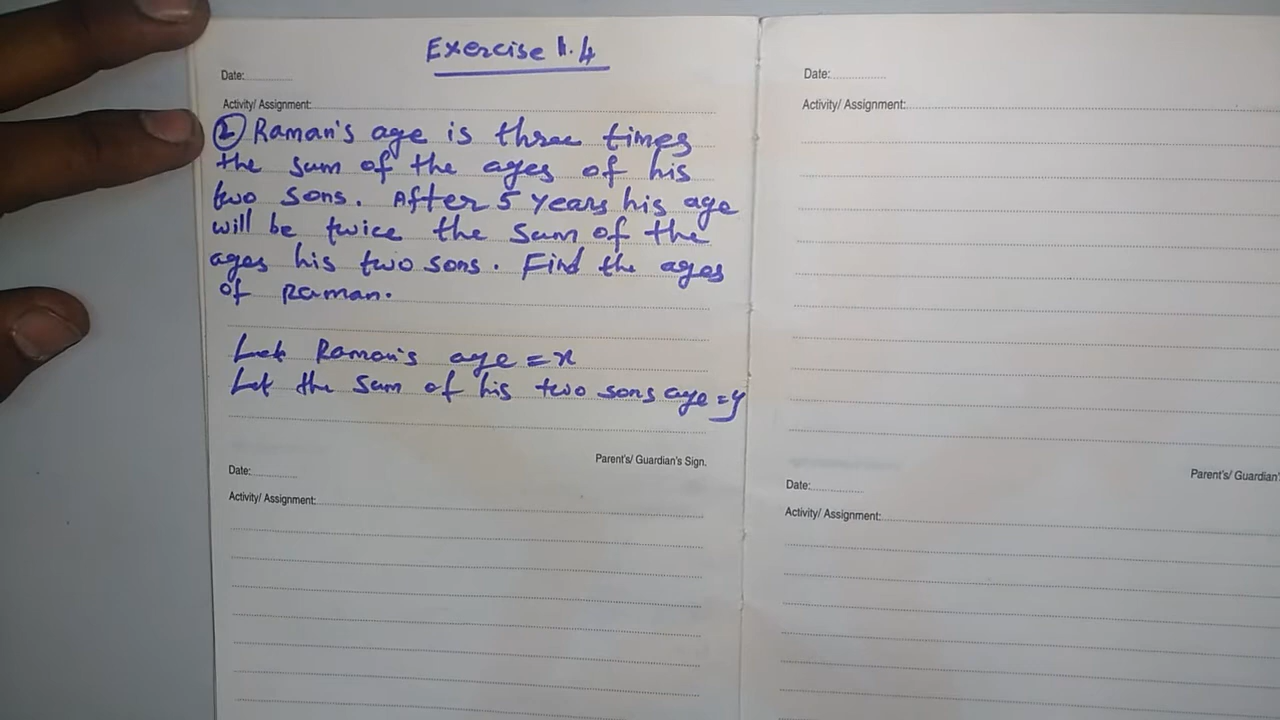 Exercise 11.4
Date:
Activity/ Assignment:
② Raman's age is three times
the sum of the ages of his
two sons. After 5 years his age
will be twice the sum of the
ages his two sons. Find the ages
of Raman.
Let Raman's age = x
Let the sum of his two sons age = y
Parent's/ Guardian's Sign.
Date:
Activity/ Assignment:
Date:
Activity/ Assignment:
Parent's/ Guardian'
Date:
Activity/ Assignment: